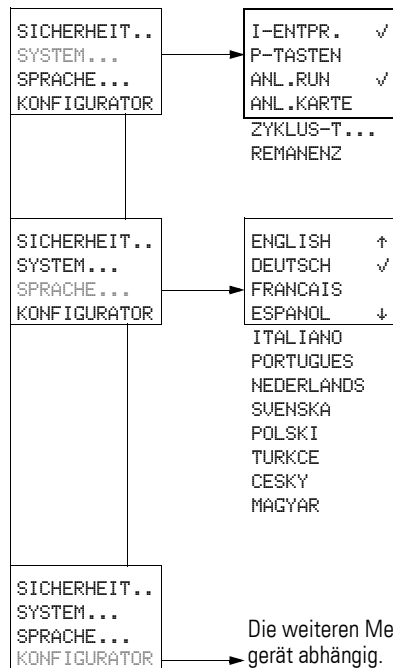 SICHERHEIT..
SYSTEM...
SPRACHE...
KONFIGURATOR
I-ENTPR. √
P-TASTEN
ANL.RUN √
ANL.KARTE
ZYKLUS-T...
REMANENZ
SICHERHEIT..
SYSTEM...
SPRACHE...
KONFIGURATOR
ENGLISH ↑
DEUTSCH √
FRANCAIS
ESPANOL ↓
ITALIANO
PORTUGUES
NEDERLANDS
SVENSKA
POLSKI
TURKCE
CESKY
MAGYAR
SICHERHEIT..
SYSTEM...
SPRACHE...
KONFIGURATOR
Die weiteren Me
gerät abhängig.